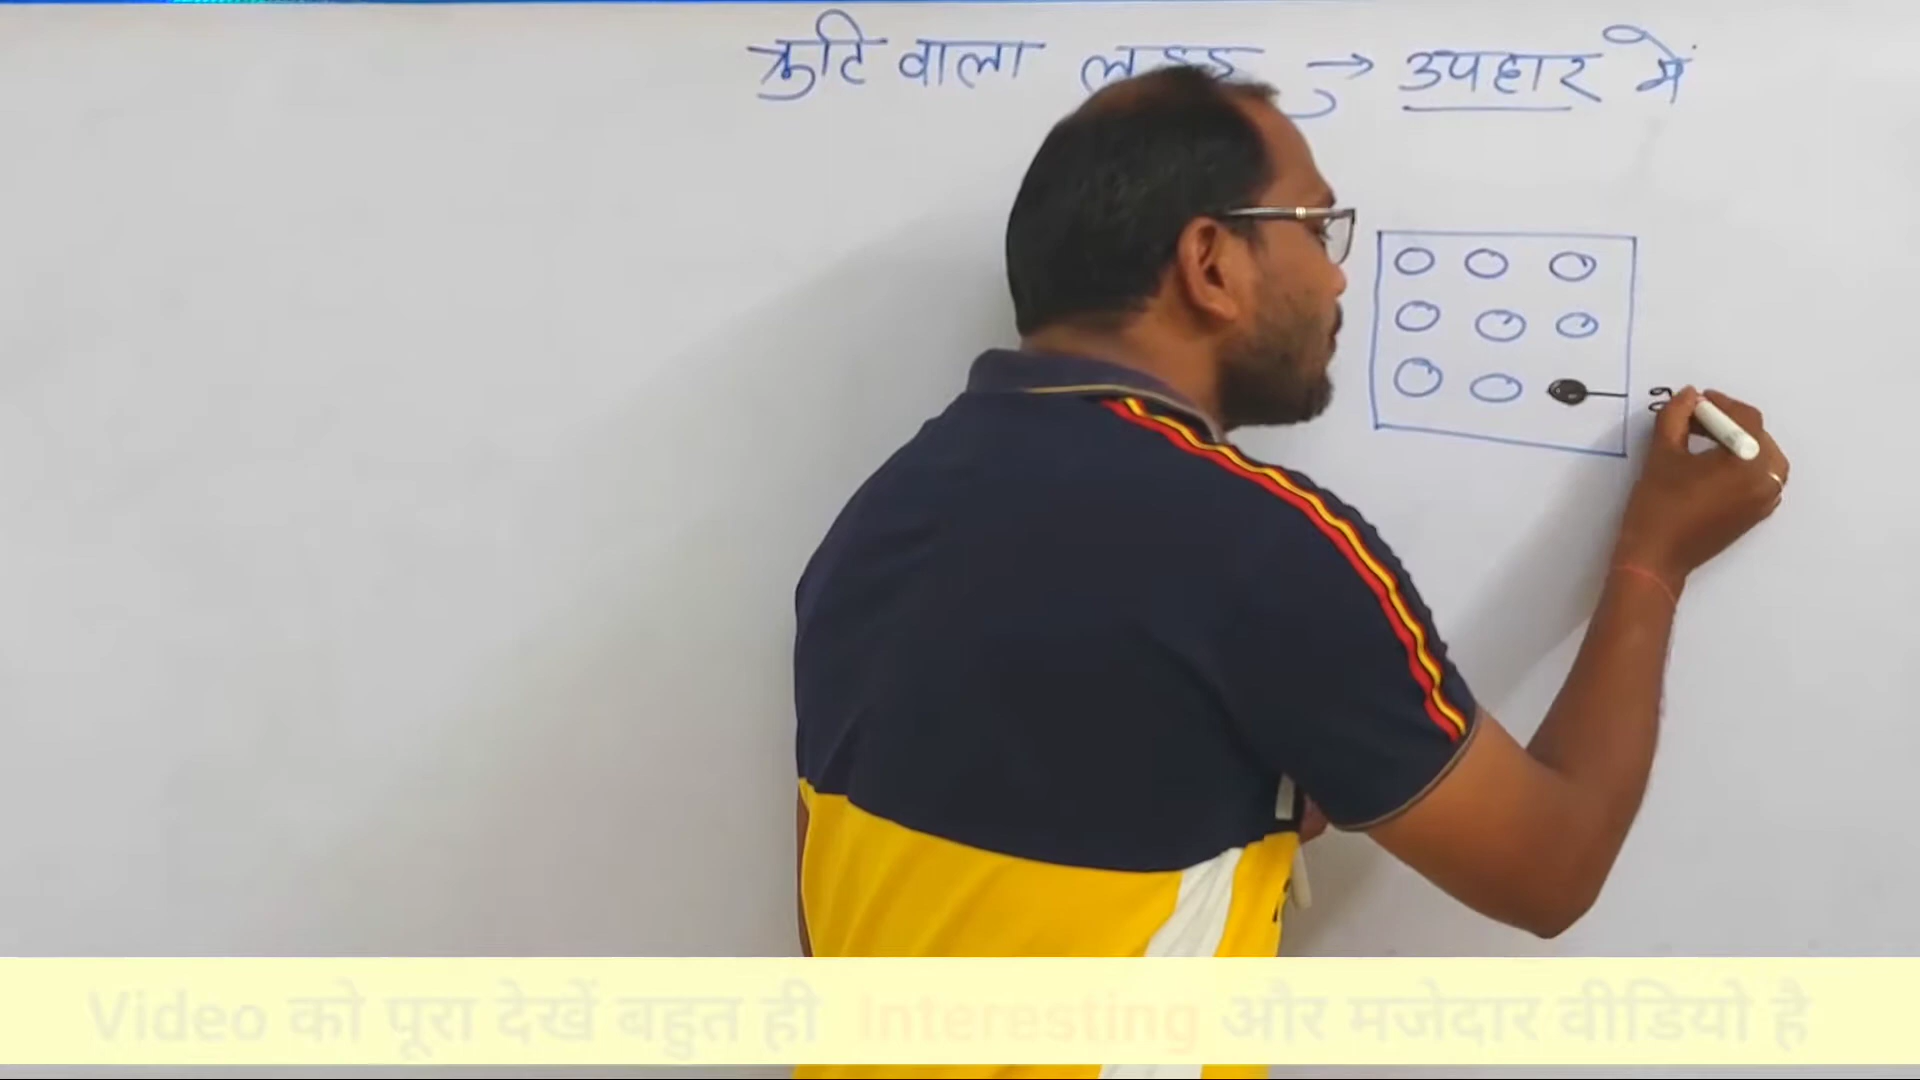 त्रुटि वाला लड्डू → उपहार में
Video को पूरा देखें बहुत ही Interesting और मजेदार वीडियो है